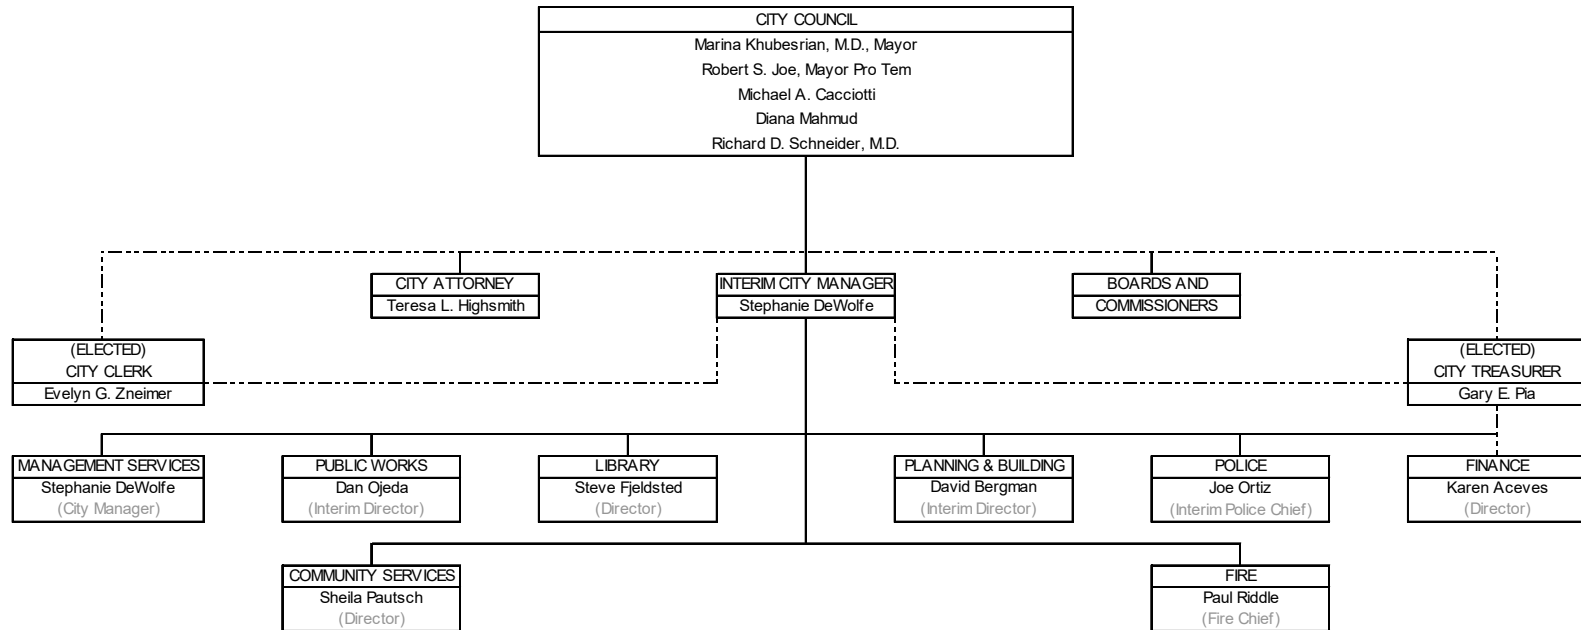 CITY COUNCIL
Marina Khubesrian, M.D., Mayor
Robert S. Joe, Mayor Pro Tem
Michael A. Cacciotti
Diana Mahmud
Richard D. Schneider, M.D.
CITY ATTORNEY
Teresa L. Highsmith
INTERIM CITY MANAGER
Stephanie DeWolfe
BOARDS AND
COMMISSIONERS
(ELECTED)
CITY CLERK
Evelyn G. Zneimer
(ELECTED)
CITY TREASURER
Gary E. Pia
MANAGEMENT SERVICES
Stephanie DeWolfe
(City Manager)
PUBLIC WORKS
Dan Ojeda
(Interim Director)
LIBRARY
Steve Fjeldsted
(Director)
PLANNING & BUILDING
David Bergman
(Interim Director)
POLICE
Joe Ortiz
(Interim Police Chief)
FINANCE
Karen Aceves
(Director)
COMMUNITY SERVICES
Sheila Pautsch
(Director)
FIRE
Paul Riddle
(Fire Chief)